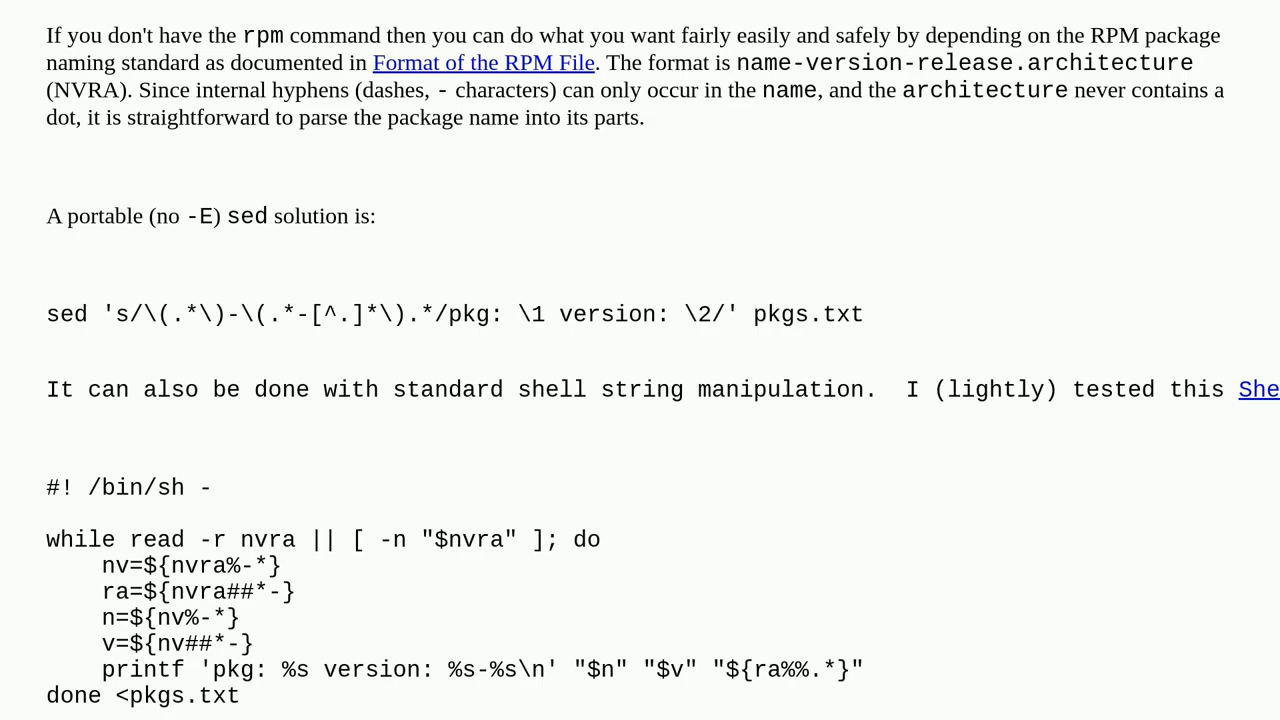 If you don't have the rpm command then you can do what you want fairly easily and safely by depending on the RPM package
naming standard as documented in Format of the RPM File. The format is name-version-release.architecture
(NVRA). Since internal hyphens (dashes, - characters) can only occur in the name, and the architecture never contains a
dot, it is straightforward to parse the package name into its parts.
A portable (no -E) sed solution is:
sed 's/\(.*\)-\(.*-[^.]*\).*/pkg: \1 version: \2/' pkgs.txt
It can also be done with standard shell string manipulation.  I (lightly) tested this She
#! /bin/sh -
while read -r nvra || [ -n "$nvra" ]; do
    nv=${nvra%-*}
    ra=${nvra##*-}
    n=${nv%-*}
    v=${nv##*-}
    printf 'pkg: %s version: %s-%s\n' "$n" "$v" "${ra%%.*}"
done <pkgs.txt